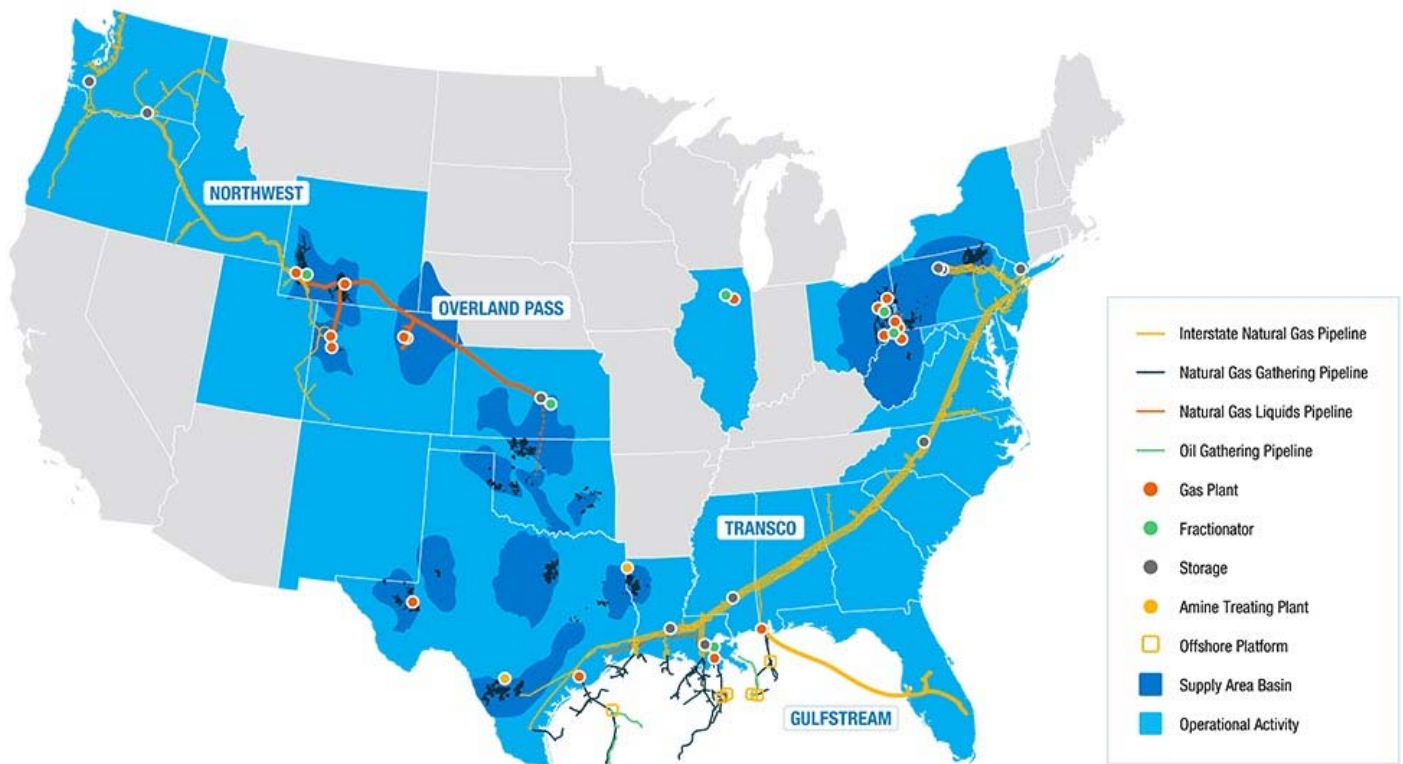 NORTHWEST
OVERLAND PASS
TRANSCO
GULFSTREAM
Interstate Natural Gas Pipeline
Natural Gas Gathering Pipeline
Natural Gas Liquids Pipeline
Oil Gathering Pipeline
Gas Plant
Fractionator
Storage
Amine Treating Plant
Offshore Platform
Supply Area Basin
Operational Activity